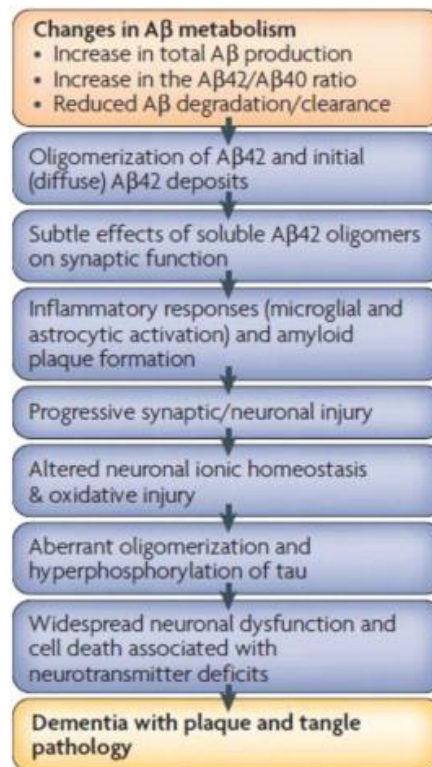 Changes in Aβ metabolism
• Increase in total Aβ production
• Increase in the Aβ42/Aβ40 ratio
• Reduced Aβ degradation/clearance
Oligomerization of Aβ42 and initial
(diffuse) Aβ42 deposits
Subtle effects of soluble Aβ42 oligomers
on synaptic function
Inflammatory responses (microglial and
astrocytic activation) and amyloid
plaque formation
Progressive synaptic/neuronal injury
Altered neuronal ionic homeostasis
& oxidative injury
Aberrant oligomerization and
hyperphosphorylation of tau
Widespread neuronal dysfunction and
cell death associated with
neurotransmitter deficits
Dementia with plaque and tangle
pathology